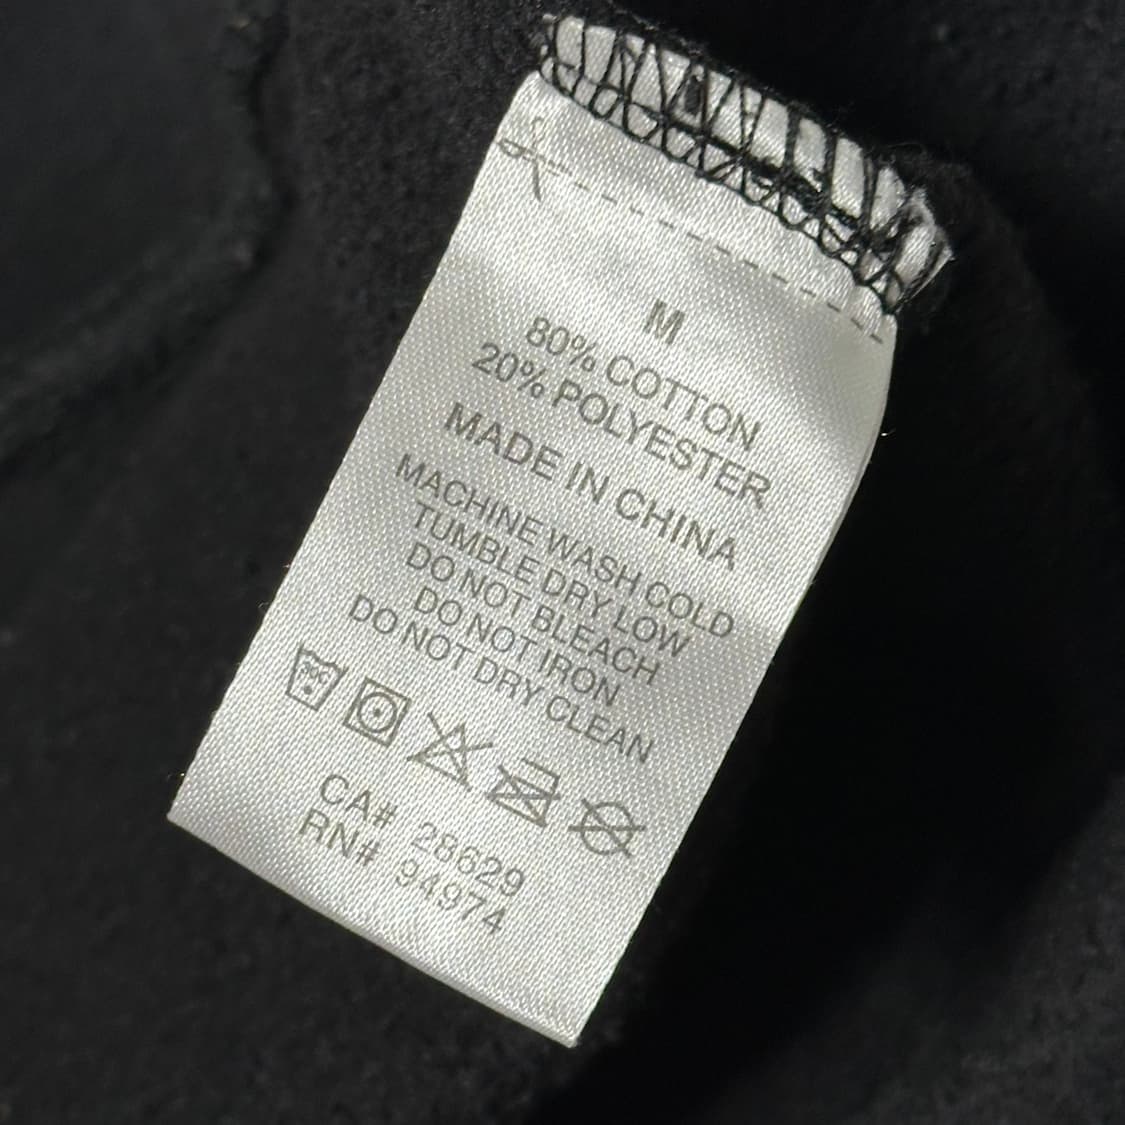 M
80% COTTON
20% POLYESTER
MADE IN CHINA
MACHINE WASH COLD
TUMBLE DRY LOW
DO NOT BLEACH
DO NOT IRON
DO NOT DRY CLEAN
CA# 28629
RN# 94974